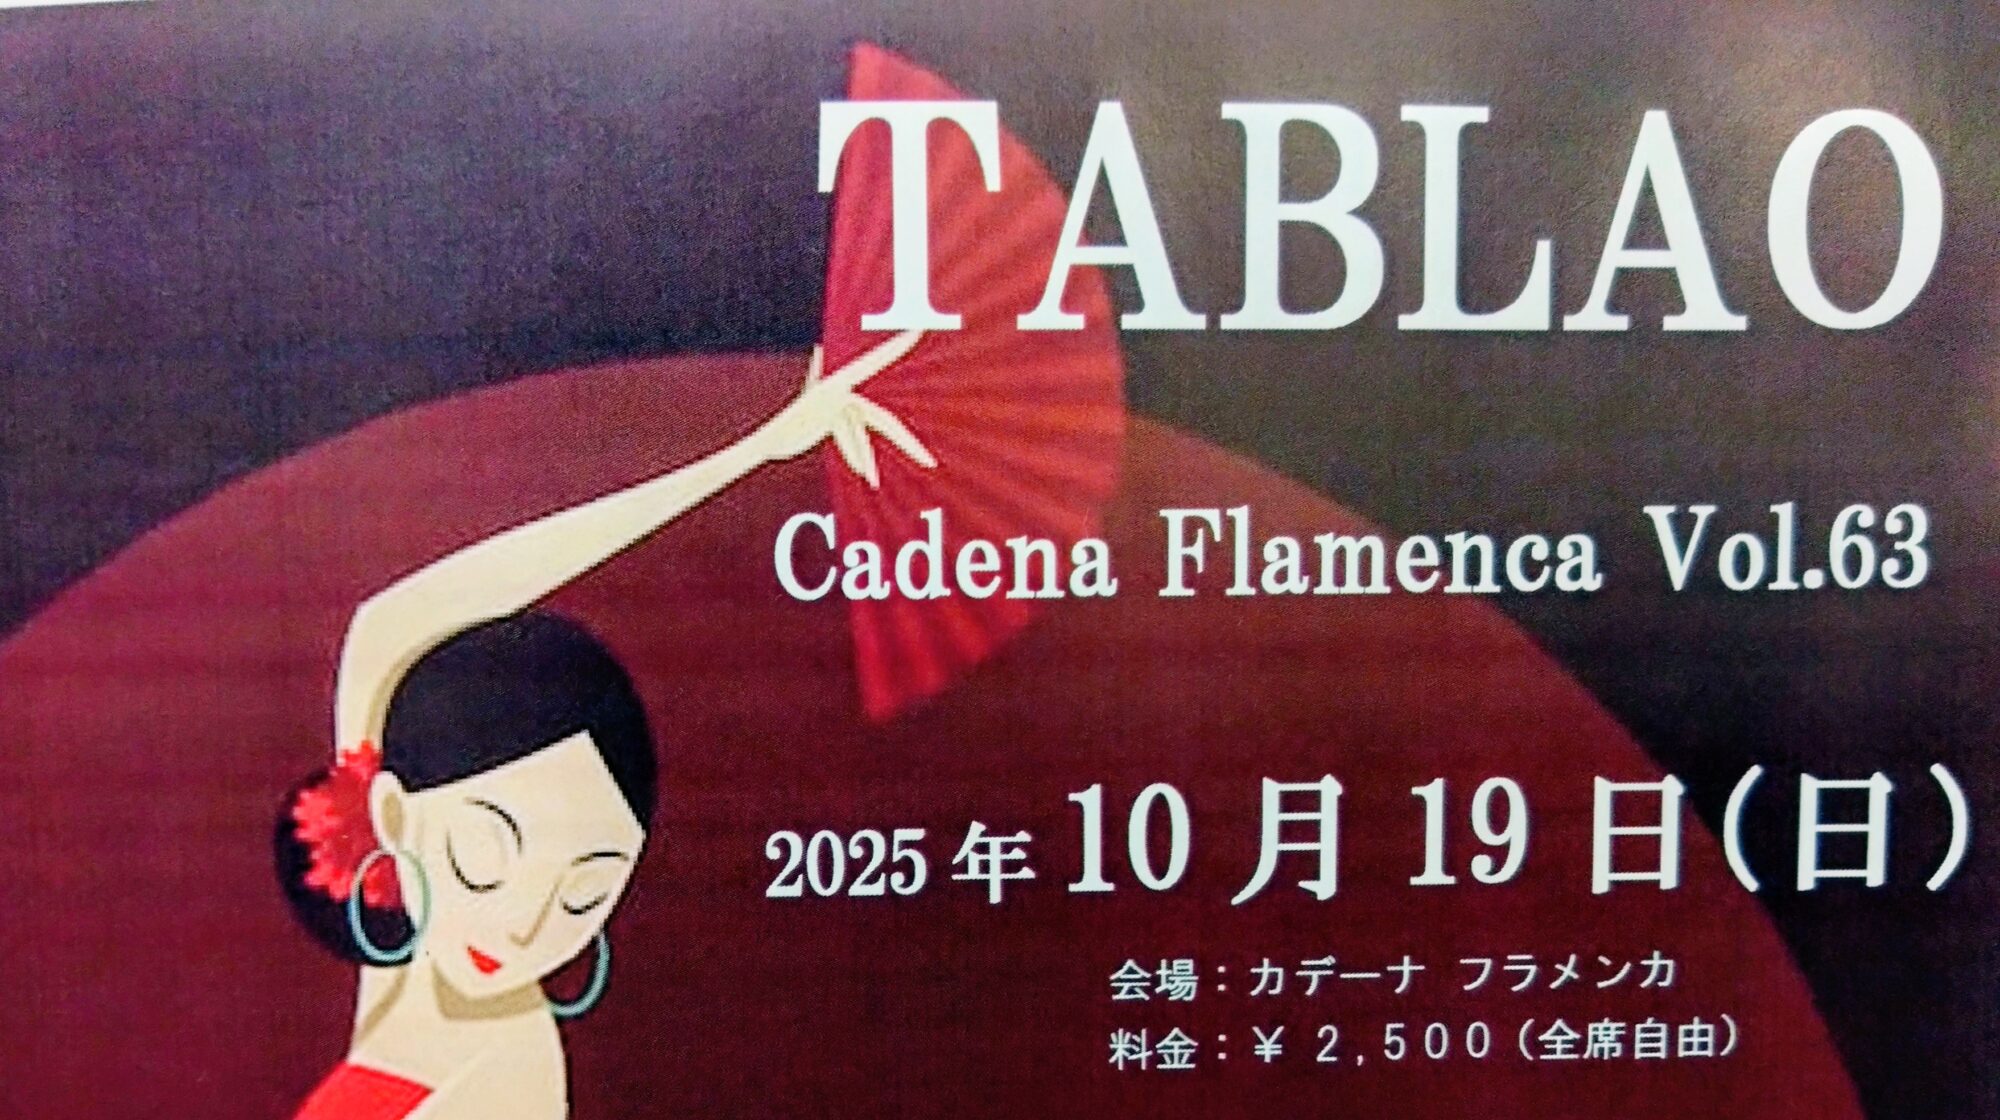 TABLAO
Cadena Flamenca Vol.63
2025年10月19日(日)
会場：カデーナ フラメンカ
料金：￥２,５００（全席自由）